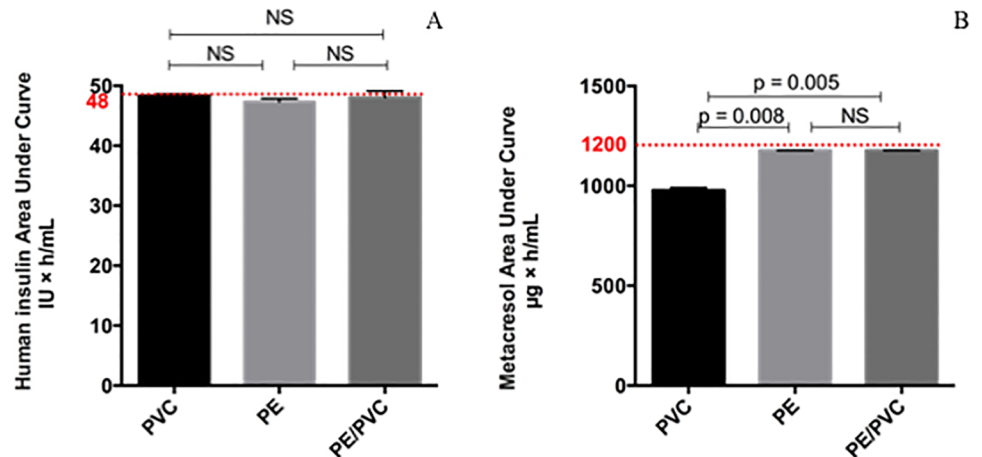 A
NS
NS
NS
Human insulin Area Under Curve
IU × h/mL
50
48
40
30
20
10
0
PVC
PE
PE/PVC
B
p = 0.005
p = 0.008
NS
Metacresol Area Under Curve
µg × h/mL
1500
1200
1000
500
0
PVC
PE
PE/PVC